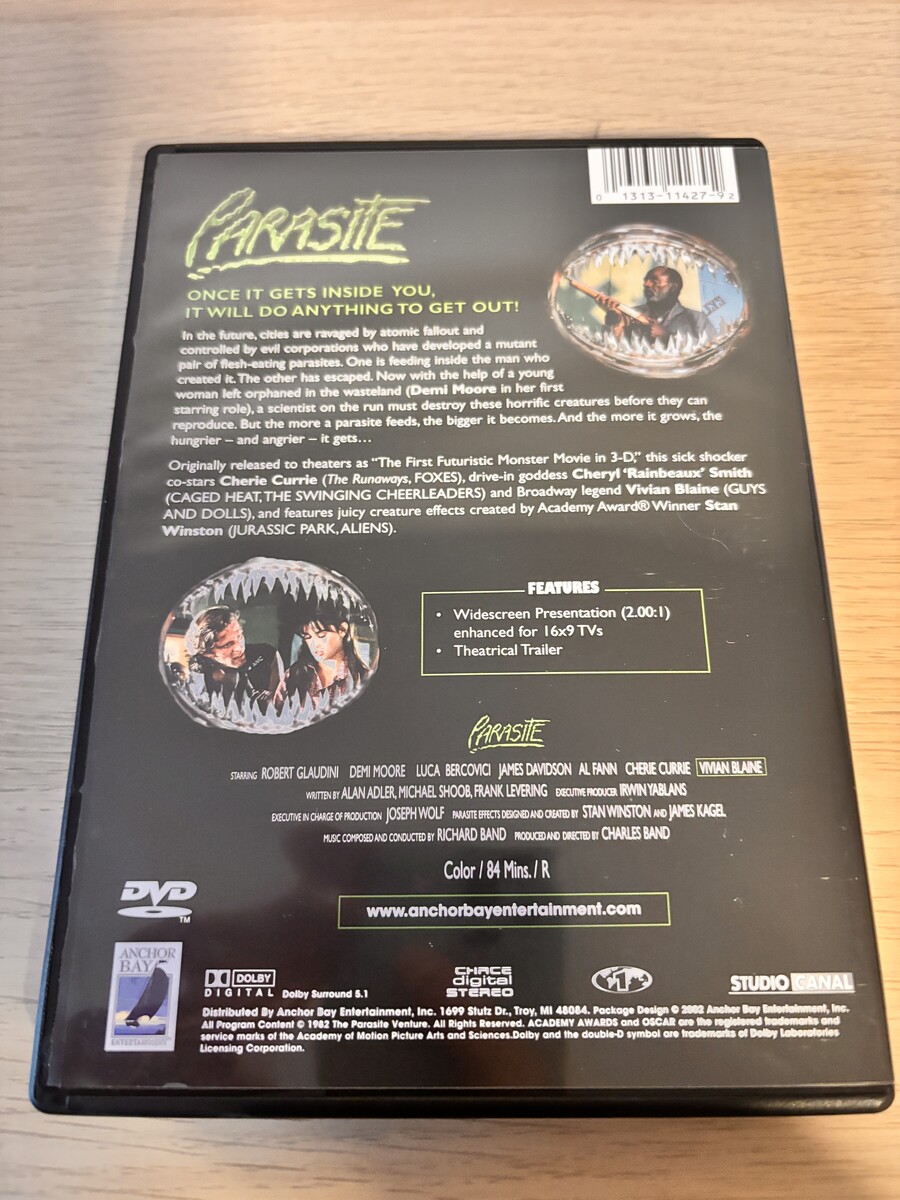 0 1313-11427-9 2
PARASITE
ONCE IT GETS INSIDE YOU,
IT WILL DO ANYTHING TO GET OUT!
In the future, cities are ravaged by atomic fallout and
controlled by evil corporations who have developed a mutant
pair of flesh-eating parasites. One is feeding inside the man who
created it. The other has escaped. Now with the help of a young
woman left orphaned in the wasteland (Demi Moore in her first
starring role), a scientist on the run must destroy these horrific creatures before they can
reproduce. But the more a parasite feeds, the bigger it becomes. And the more it grows, the
hungrier – and angrier – it gets…
Originally released to theaters as "The First Futuristic Monster Movie in 3-D," this sick shocker
co-stars Cherie Currie (The Runaways, FOXES), drive-in goddess Cheryl 'Rainbeaux' Smith
(CAGED HEAT, THE SWINGING CHEERLEADERS) and Broadway legend Vivian Blaine (GUYS
AND DOLLS), and features juicy creature effects created by Academy Award® Winner Stan
Winston (JURASSIC PARK, ALIENS).
FEATURES
• Widescreen Presentation (2.00:1)
enhanced for 16x9 TVs
• Theatrical Trailer
PARASITE
STARRING ROBERT GLAUDINI DEMI MOORE LUCA BERCOVICI JAMES DAVIDSON AL FANN CHERIE CURRIE VIVIAN BLAINE
WRITTEN BY ALAN ADLER, MICHAEL SHOOB, FRANK LEVERING EXECUTIVE PRODUCER IRWIN YABLANS
EXECUTIVE IN CHARGE OF PRODUCTION JOSEPH WOLF PARASITE EFFECTS DESIGNED AND CREATED BY STAN WINSTON AND JAMES KAGEL
MUSIC COMPOSED AND CONDUCTED BY RICHARD BAND PRODUCED AND DIRECTED BY CHARLES BAND
Color / 84 Mins. / R
DVD
TM
www.anchorbayentertainment.com
ANCHOR
BAY
ENTERTAINMENT
DOLBY
DIGITAL Dolby Surround 5.1
CHACE
digital
STEREO
STUDIO CANAL
Distributed By Anchor Bay Entertainment, Inc. 1699 Stutz Dr., Troy, MI 48084. Package Design © 2002 Anchor Bay Entertainment, Inc.
All Program Content © 1982 The Parasite Venture. All Rights Reserved. ACADEMY AWARDS and OSCAR are the registered trademarks and
service marks of the Academy of Motion Picture Arts and Sciences.Dolby and the double-D symbol are trademarks of Dolby Laboratories
Licensing Corporation.